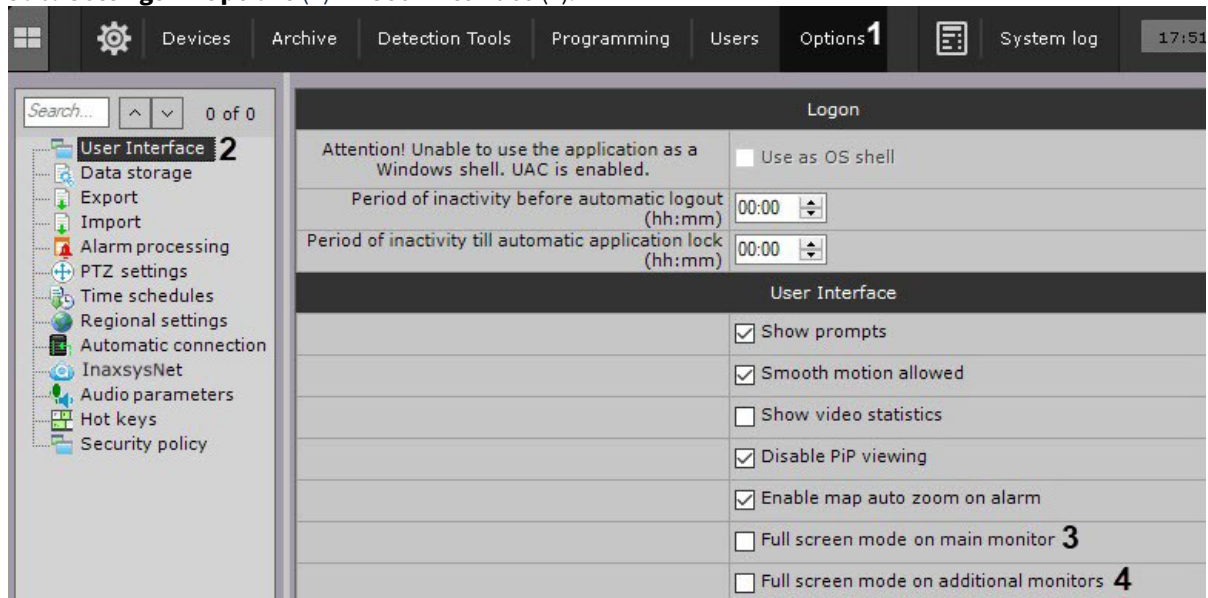 Devices Archive Detection Tools Programming Users Options 1 System log 17:51
Search... 0 of 0
User Interface 2
Data storage
Export
Import
Alarm processing
PTZ settings
Time schedules
Regional settings
Automatic connection
InaxsysNet
Audio parameters
Hot keys
Security policy
Logon
Attention! Unable to use the application as a
Windows shell. UAC is enabled.
Use as OS shell
Period of inactivity before automatic logout
(hh:mm)
00:00
Period of inactivity till automatic application lock
(hh:mm)
00:00
User Interface
Show prompts
Smooth motion allowed
Show video statistics
Disable PiP viewing
Enable map auto zoom on alarm
Full screen mode on main monitor 3
Full screen mode on additional monitors 4